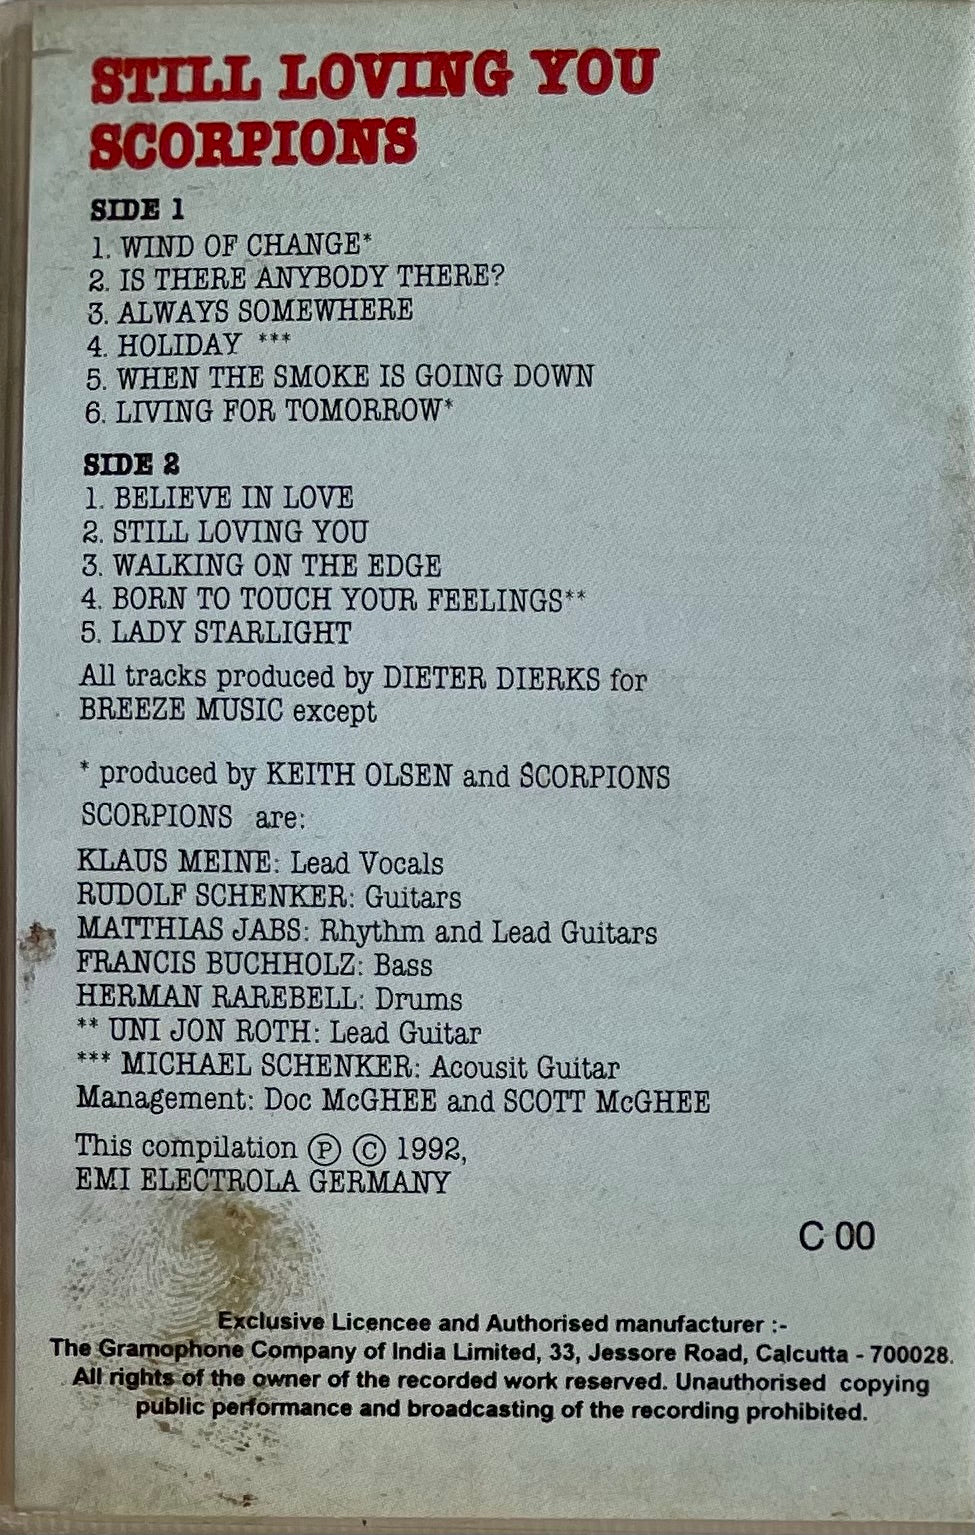 STILL LOVING YOU
SCORPIONS
SIDE 1
1. WIND OF CHANGE*
2. IS THERE ANYBODY THERE?
3. ALWAYS SOMEWHERE
4. HOLIDAY ***
5. WHEN THE SMOKE IS GOING DOWN
6. LIVING FOR TOMORROW*
SIDE 2
1. BELIEVE IN LOVE
2. STILL LOVING YOU
3. WALKING ON THE EDGE
4. BORN TO TOUCH YOUR FEELINGS**
5. LADY STARLIGHT
All tracks produced by DIETER DIERKS for
BREEZE MUSIC except
* produced by KEITH OLSEN and SCORPIONS
SCORPIONS are:
KLAUS MEINE: Lead Vocals
RUDOLF SCHENKER: Guitars
MATTHIAS JABS: Rhythm and Lead Guitars
FRANCIS BUCHHOLZ: Bass
HERMAN RAREBELL: Drums
** UNI JON ROTH: Lead Guitar
*** MICHAEL SCHENKER: Acousit Guitar
Management: Doc McGHEE and SCOTT McGHEE
This compilation Ⓟ © 1992,
EMI ELECTROLA GERMANY
C 00
Exclusive Licencee and Authorised manufacturer :-
The Gramophone Company of India Limited, 33, Jessore Road, Calcutta - 700028.
All rights of the owner of the recorded work reserved. Unauthorised copying
public performance and broadcasting of the recording prohibited.